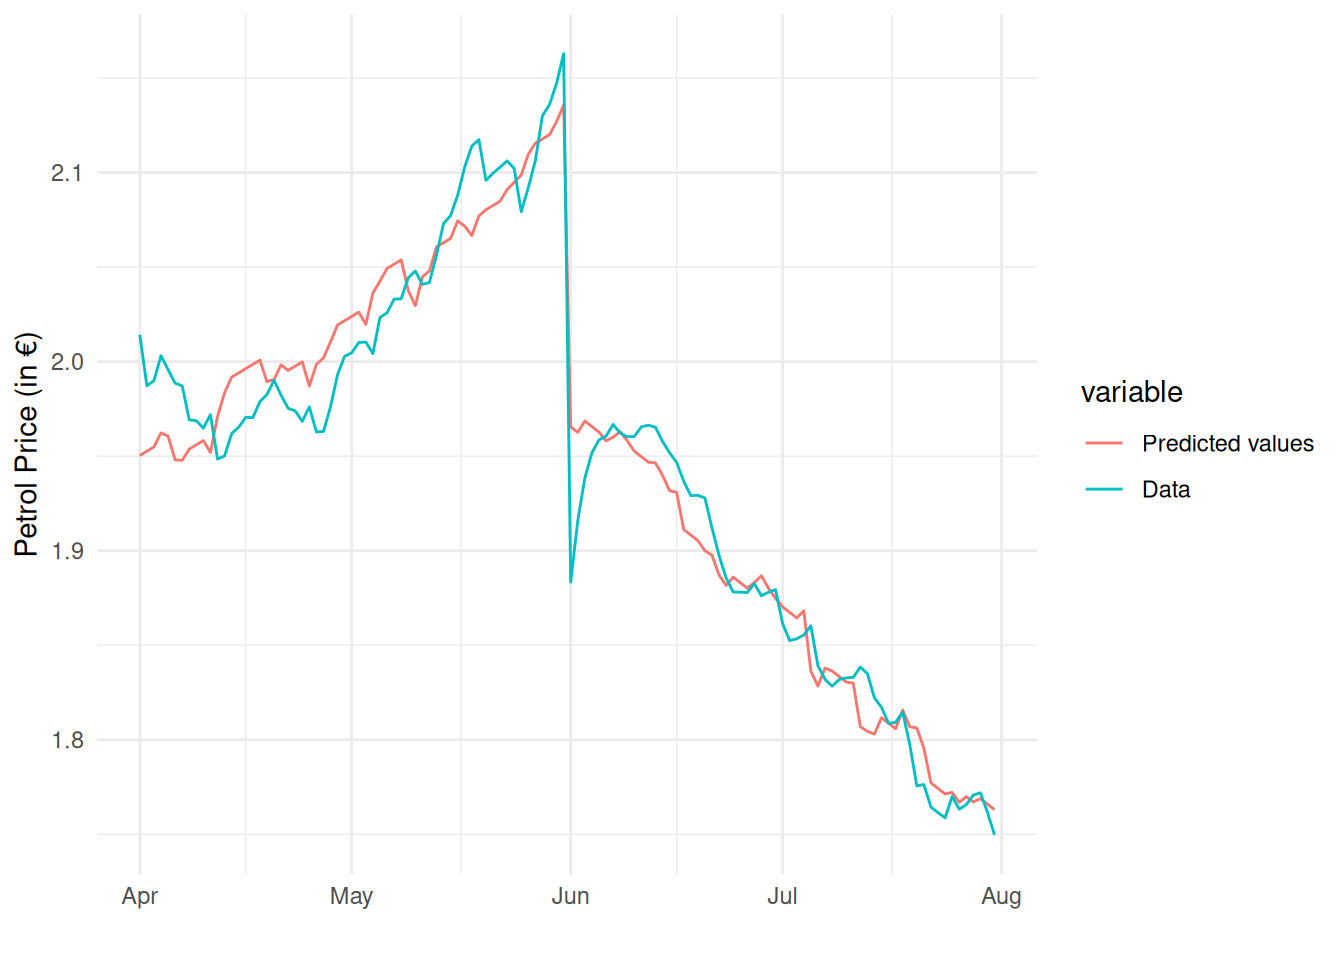 Petrol Price (in €)
2.1
2.0
1.9
1.8
Apr May Jun Jul Aug
variable
Predicted values
Data